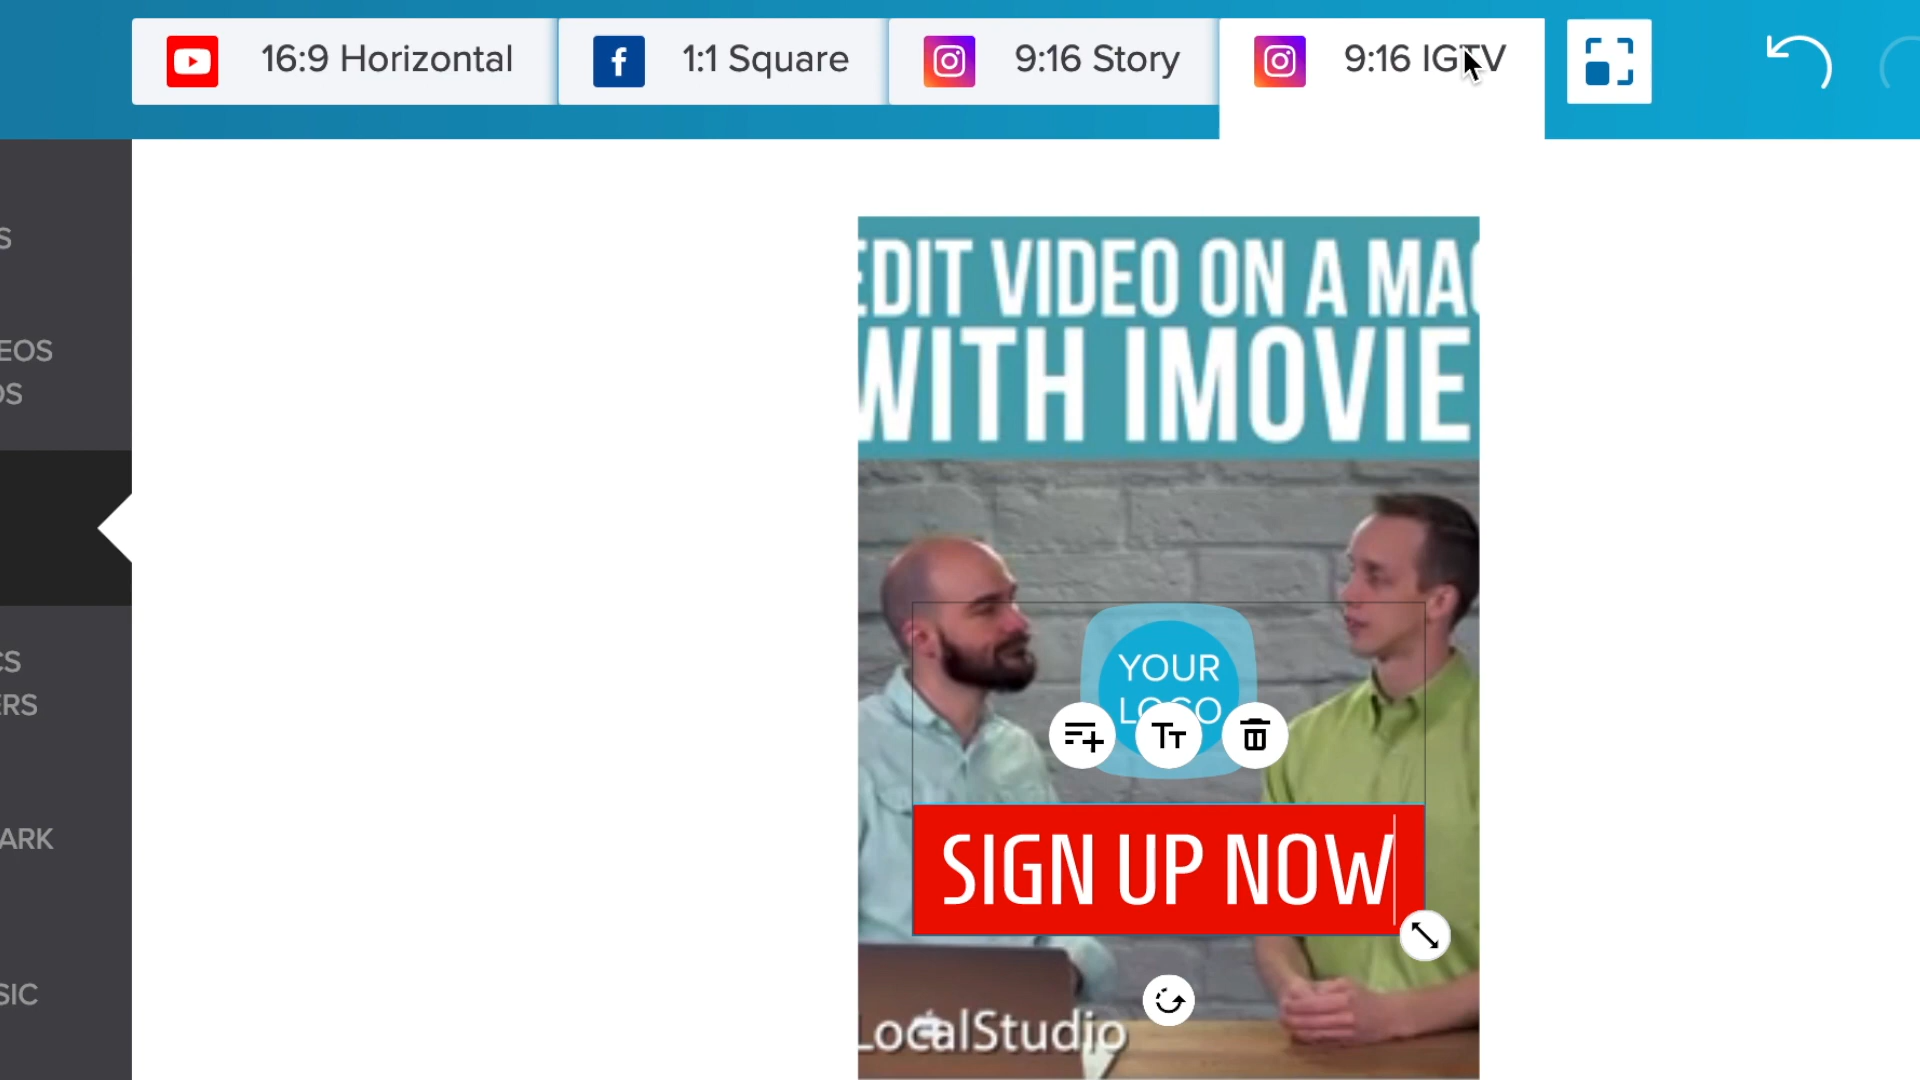 16:9 Horizontal
1:1 Square
9:16 Story
9:16 IGTV
S
EOS
OS
CS
ERS
ARK
SIC
EDIT VIDEO ON A MAC
WITH IMOVIE
YOUR
LOGO
SIGN UP NOW
LocalStudio